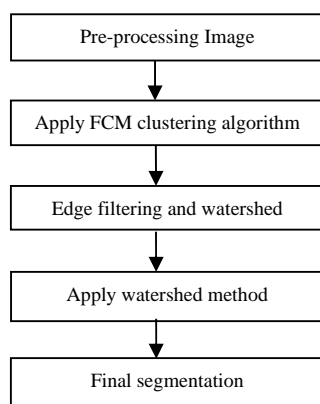 Pre-processing Image
Apply FCM clustering algorithm
Edge filtering and watershed
Apply watershed method
Final segmentation